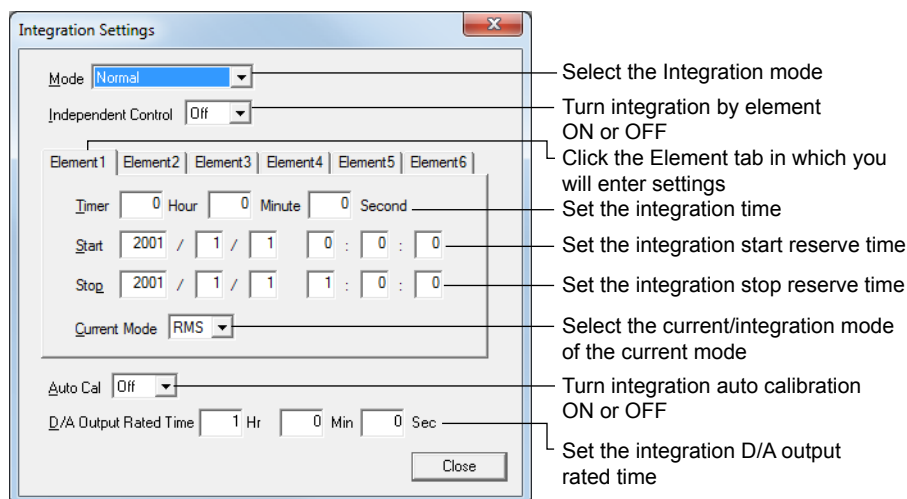 Integration Settings
x
Mode Normal
Select the Integration mode
Independent Control Off
Turn integration by element
ON or OFF
Element1 Element2 Element3 Element4 Element5 Element6
Click the Element tab in which you
will enter settings
Timer 0 Hour 0 Minute 0 Second
Set the integration time
Start 2001 / 1 / 1 0 : 0 : 0
Set the integration start reserve time
Stop 2001 / 1 / 1 1 : 0 : 0
Set the integration stop reserve time
Current Mode RMS
Select the current/integration mode
of the current mode
Auto Cal Off
Turn integration auto calibration
ON or OFF
D/A Output Rated Time 1 Hr 0 Min 0 Sec
Set the integration D/A output
rated time
Close